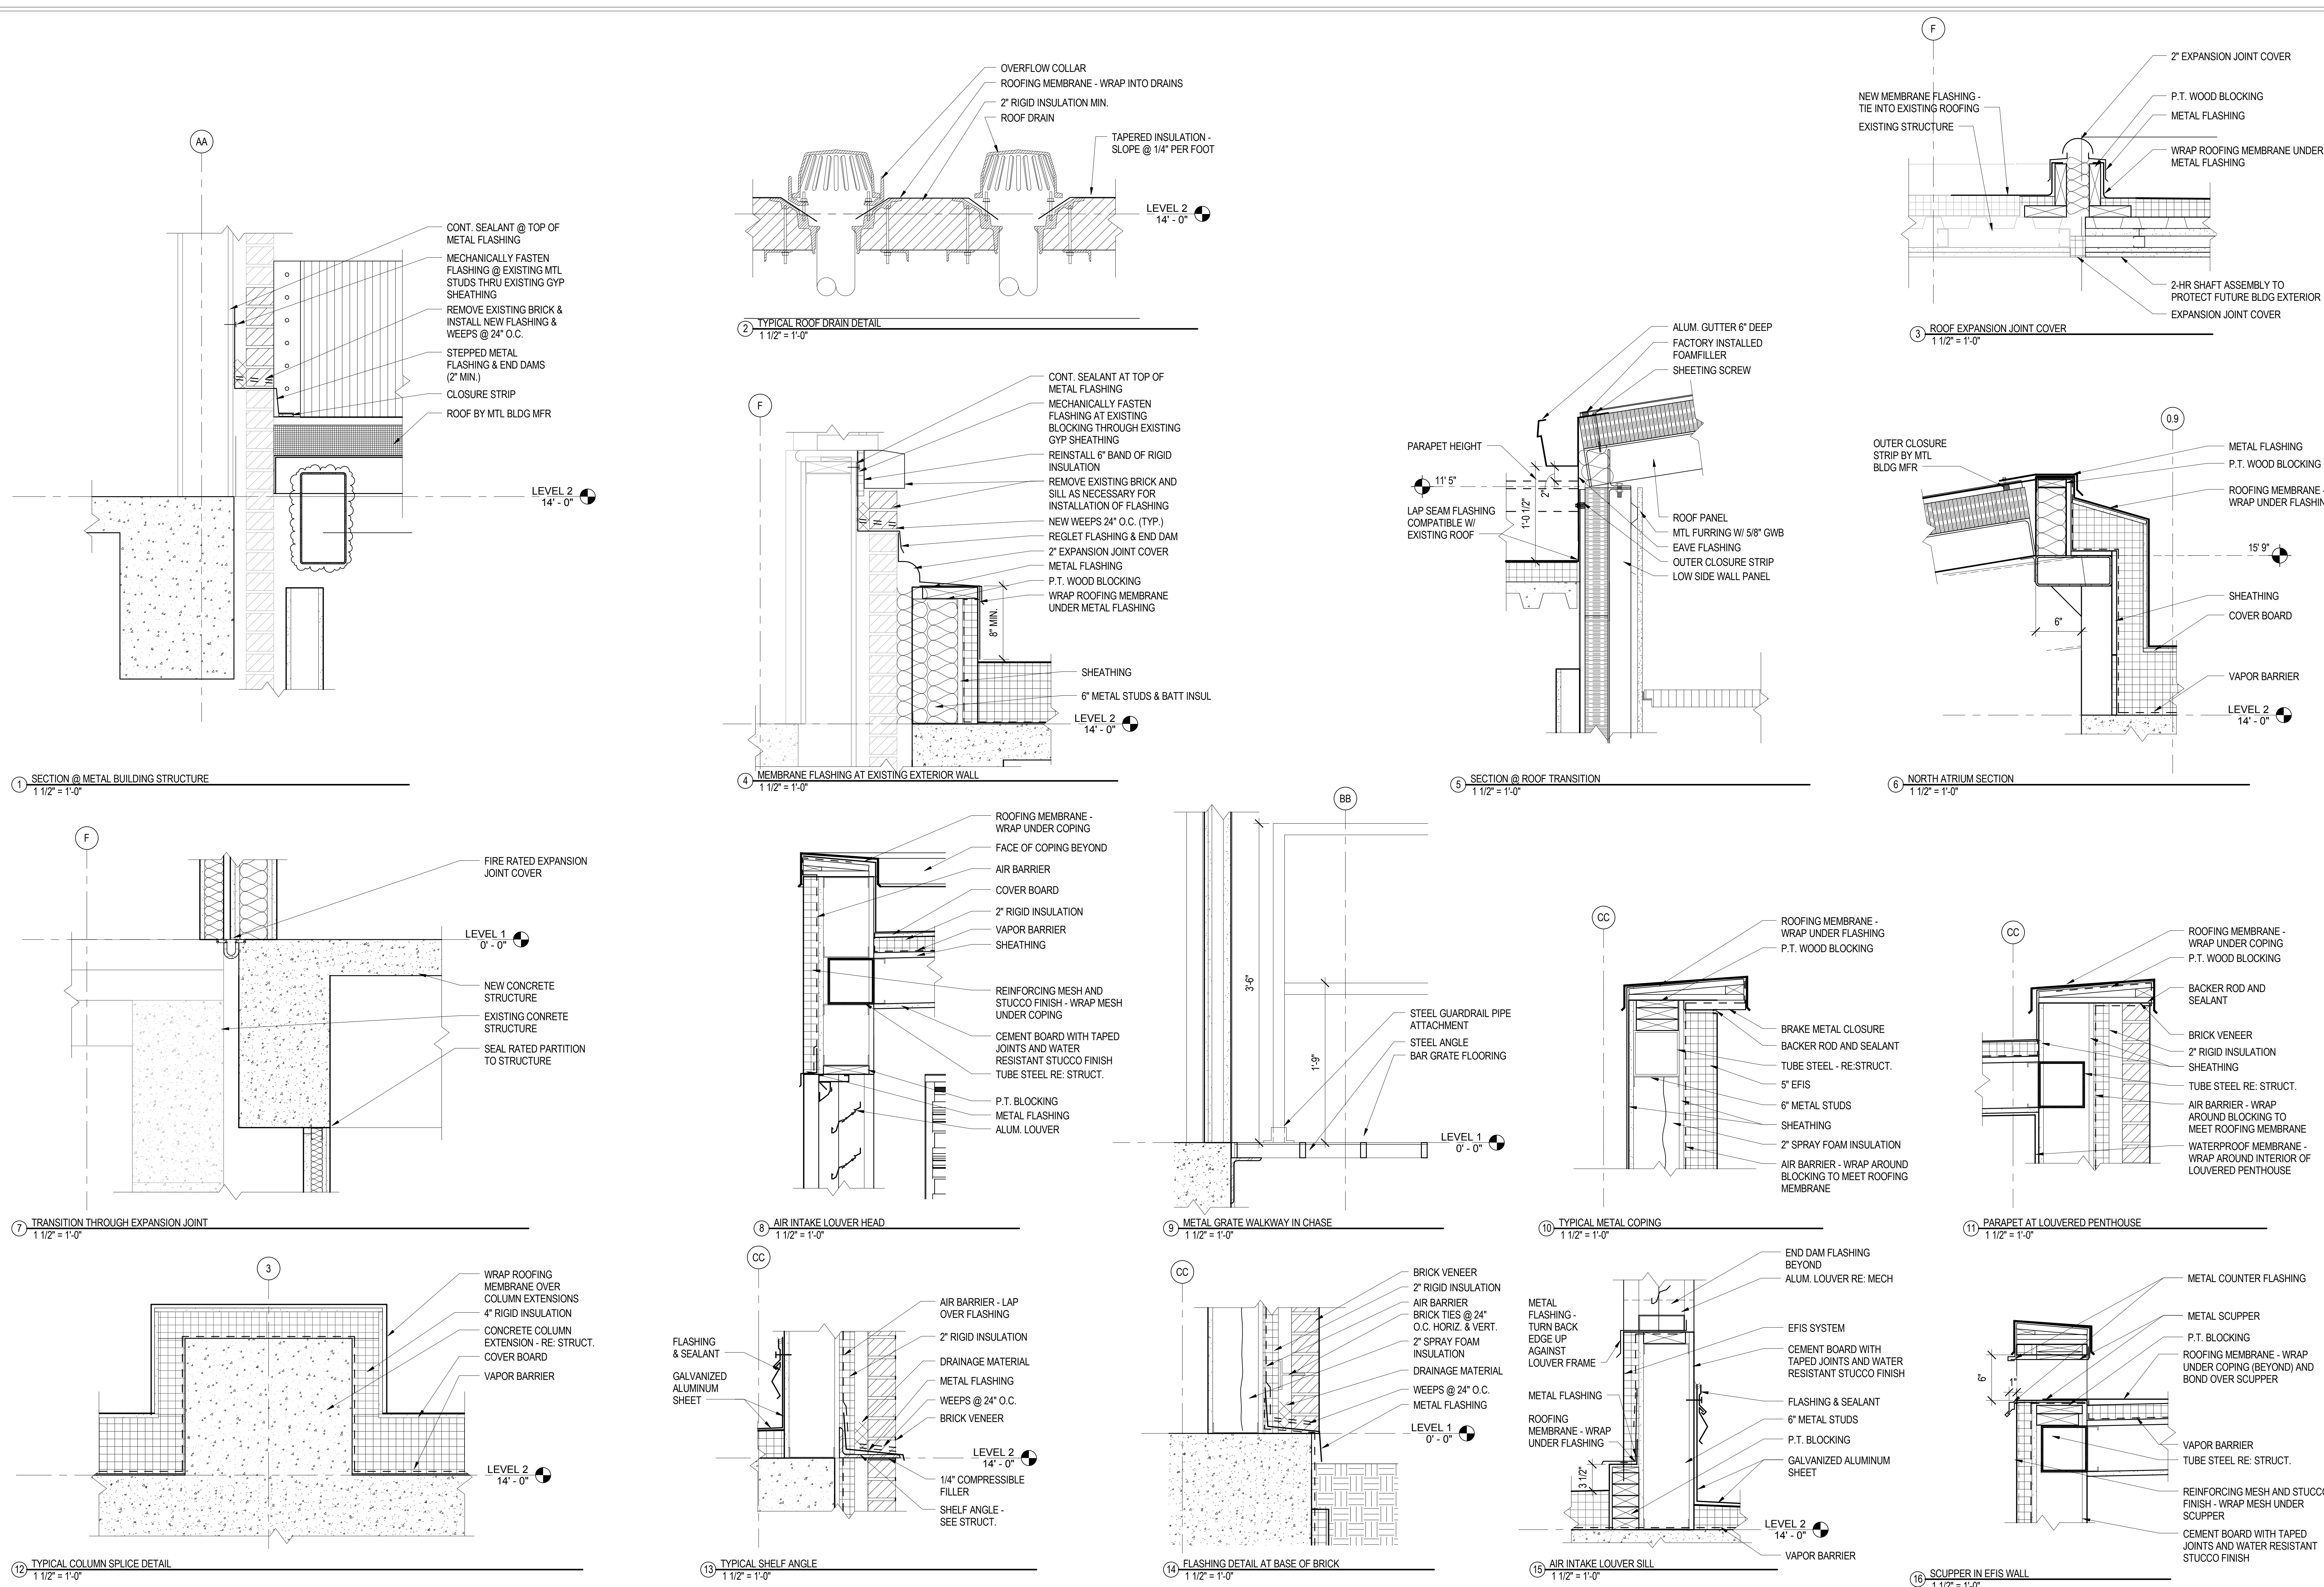 AA
CONT. SEALANT @ TOP OF
METAL FLASHING
MECHANICALLY FASTEN
FLASHING @ EXISTING MTL
STUDS THRU EXISTING GYP
SHEATHING
REMOVE EXISTING BRICK &
INSTALL NEW FLASHING &
WEEPS @ 24" O.C.
STEPPED METAL
FLASHING & END DAMS
(2" MIN.)
CLOSURE STRIP
ROOF BY MTL BLDG MFR
LEVEL 2
14' - 0"
1 SECTION @ METAL BUILDING STRUCTURE
1 1/2" = 1'-0"
OVERFLOW COLLAR
ROOFING MEMBRANE - WRAP INTO DRAINS
2" RIGID INSULATION MIN.
ROOF DRAIN
TAPERED INSULATION -
SLOPE @ 1/4" PER FOOT
LEVEL 2
14' - 0"
2 TYPICAL ROOF DRAIN DETAIL
1 1/2" = 1'-0"
F
2" EXPANSION JOINT COVER
NEW MEMBRANE FLASHING -
TIE INTO EXISTING ROOFING
EXISTING STRUCTURE
P.T. WOOD BLOCKING
METAL FLASHING
WRAP ROOFING MEMBRANE UNDER
METAL FLASHING
2-HR SHAFT ASSEMBLY TO
PROTECT FUTURE BLDG EXTERIOR
EXPANSION JOINT COVER
3 ROOF EXPANSION JOINT COVER
1 1/2" = 1'-0"
F
CONT. SEALANT AT TOP OF
METAL FLASHING
MECHANICALLY FASTEN
FLASHING AT EXISTING
BLOCKING THROUGH EXISTING
GYP SHEATHING
REINSTALL 6" BAND OF RIGID
INSULATION
REMOVE EXISTING BRICK AND
SILL AS NECESSARY FOR
INSTALLATION OF FLASHING
NEW WEEPS 24" O.C. (TYP.)
REGLET FLASHING & END DAM
2" EXPANSION JOINT COVER
METAL FLASHING
P.T. WOOD BLOCKING
WRAP ROOFING MEMBRANE
UNDER METAL FLASHING
8" MIN.
SHEATHING
6" METAL STUDS & BATT INSUL
LEVEL 2
14' - 0"
4 MEMBRANE FLASHING AT EXISTING EXTERIOR WALL
1 1/2" = 1'-0"
ALUM. GUTTER 6" DEEP
FACTORY INSTALLED
FOAMFILLER
SHEETING SCREW
PARAPET HEIGHT
11' 5"
2"
1'-0 1/2"
LAP SEAM FLASHING
COMPATIBLE W/
EXISTING ROOF
ROOF PANEL
MTL FURRING W/ 5/8" GWB
EAVE FLASHING
OUTER CLOSURE STRIP
LOW SIDE WALL PANEL
5 SECTION @ ROOF TRANSITION
1 1/2" = 1'-0"
0.9
OUTER CLOSURE
STRIP BY MTL
BLDG MFR
METAL FLASHING
P.T. WOOD BLOCKING
ROOFING MEMBRANE -
WRAP UNDER FLASHIN
15' 9"
6"
SHEATHING
COVER BOARD
VAPOR BARRIER
LEVEL 2
14' - 0"
6 NORTH ATRIUM SECTION
1 1/2" = 1'-0"
F
FIRE RATED EXPANSION
JOINT COVER
LEVEL 1
0' - 0"
NEW CONCRETE
STRUCTURE
EXISTING CONRETE
STRUCTURE
SEAL RATED PARTITION
TO STRUCTURE
7 TRANSITION THROUGH EXPANSION JOINT
1 1/2" = 1'-0"
ROOFING MEMBRANE -
WRAP UNDER COPING
FACE OF COPING BEYOND
AIR BARRIER
COVER BOARD
2" RIGID INSULATION
VAPOR BARRIER
SHEATHING
REINFORCING MESH AND
STUCCO FINISH - WRAP MESH
UNDER COPING
CEMENT BOARD WITH TAPED
JOINTS AND WATER
RESISTANT STUCCO FINISH
TUBE STEEL RE: STRUCT.
P.T. BLOCKING
METAL FLASHING
ALUM. LOUVER
8 AIR INTAKE LOUVER HEAD
1 1/2" = 1'-0"
BB
3'-6"
1'-9"
STEEL GUARDRAIL PIPE
ATTACHMENT
STEEL ANGLE
BAR GRATE FLOORING
LEVEL 1
0' - 0"
9 METAL GRATE WALKWAY IN CHASE
1 1/2" = 1'-0"
CC
ROOFING MEMBRANE -
WRAP UNDER FLASHING
P.T. WOOD BLOCKING
BRAKE METAL CLOSURE
BACKER ROD AND SEALANT
TUBE STEEL - RE:STRUCT.
5" EFIS
6" METAL STUDS
SHEATHING
2" SPRAY FOAM INSULATION
AIR BARRIER - WRAP AROUND
BLOCKING TO MEET ROOFING
MEMBRANE
10 TYPICAL METAL COPING
1 1/2" = 1'-0"
CC
ROOFING MEMBRANE -
WRAP UNDER COPING
P.T. WOOD BLOCKING
BACKER ROD AND
SEALANT
BRICK VENEER
2" RIGID INSULATION
SHEATHING
TUBE STEEL RE: STRUCT.
AIR BARRIER - WRAP
AROUND BLOCKING TO
MEET ROOFING MEMBRANE
WATERPROOF MEMBRANE -
WRAP AROUND INTERIOR OF
LOUVERED PENTHOUSE
11 PARAPET AT LOUVERED PENTHOUSE
1 1/2" = 1'-0"
3
WRAP ROOFING
MEMBRANE OVER
COLUMN EXTENSIONS
4" RIGID INSULATION
CONCRETE COLUMN
EXTENSION - RE: STRUCT.
COVER BOARD
VAPOR BARRIER
LEVEL 2
14' - 0"
12 TYPICAL COLUMN SPLICE DETAIL
1 1/2" = 1'-0"
CC
FLASHING
& SEALANT
GALVANIZED
ALUMINUM
SHEET
AIR BARRIER - LAP
OVER FLASHING
2" RIGID INSULATION
DRAINAGE MATERIAL
METAL FLASHING
WEEPS @ 24" O.C.
BRICK VENEER
LEVEL 2
14' - 0"
1/4" COMPRESSIBLE
FILLER
SHELF ANGLE -
SEE STRUCT.
13 TYPICAL SHELF ANGLE
1 1/2" = 1'-0"
CC
BRICK VENEER
2" RIGID INSULATION
AIR BARRIER
BRICK TIES @ 24"
O.C. HORIZ. & VERT.
2" SPRAY FOAM
INSULATION
DRAINAGE MATERIAL
WEEPS @ 24" O.C.
METAL FLASHING
LEVEL 1
0' - 0"
14 FLASHING DETAIL AT BASE OF BRICK
1 1/2" = 1'-0"
METAL
FLASHING -
TURN BACK
EDGE UP
AGAINST
LOUVER FRAME
METAL FLASHING
ROOFING
MEMBRANE - WRAP
UNDER FLASHING
3 1/2"
END DAM FLASHING
BEYOND
ALUM. LOUVER RE: MECH
EFIS SYSTEM
CEMENT BOARD WITH
TAPED JOINTS AND WATER
RESISTANT STUCCO FINISH
FLASHING & SEALANT
6" METAL STUDS
P.T. BLOCKING
GALVANIZED ALUMINUM
SHEET
LEVEL 2
14' - 0"
VAPOR BARRIER
15 AIR INTAKE LOUVER SILL
1 1/2" = 1'-0"
METAL COUNTER FLASHING
METAL SCUPPER
P.T. BLOCKING
ROOFING MEMBRANE - WRAP
UNDER COPING (BEYOND) AND
BOND OVER SCUPPER
6"
1"
VAPOR BARRIER
TUBE STEEL RE: STRUCT.
REINFORCING MESH AND STUCCO
FINISH - WRAP MESH UNDER
SCUPPER
CEMENT BOARD WITH TAPED
JOINTS AND WATER RESISTANT
STUCCO FINISH
16 SCUPPER IN EFIS WALL
1 1/2" = 1'-0"